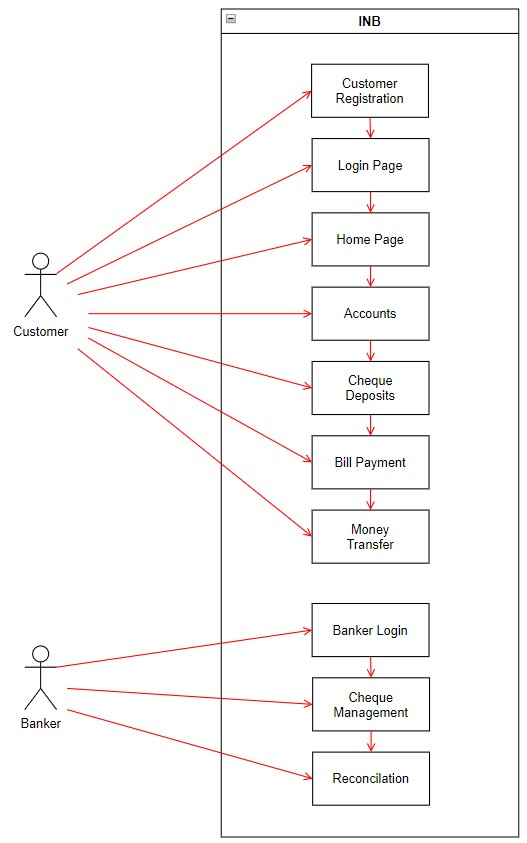 INB
Customer
Registration
Login Page
Home Page
Accounts
Customer
Cheque
Deposits
Bill Payment
Money
Transfer
Banker Login
Cheque
Management
Banker
Reconcilation